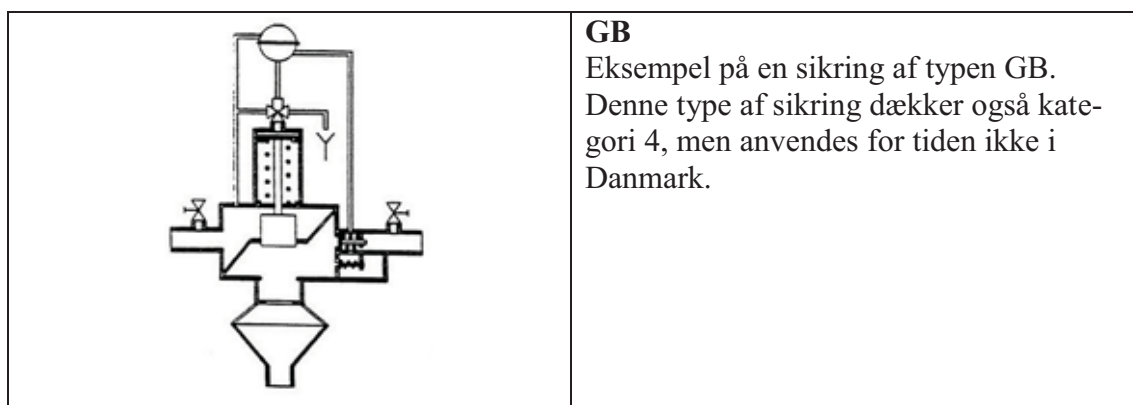 GB
Eksempel på en sikring af typen GB.
Denne type af sikring dækker også kate-
gori 4, men anvendes for tiden ikke i
Danmark.